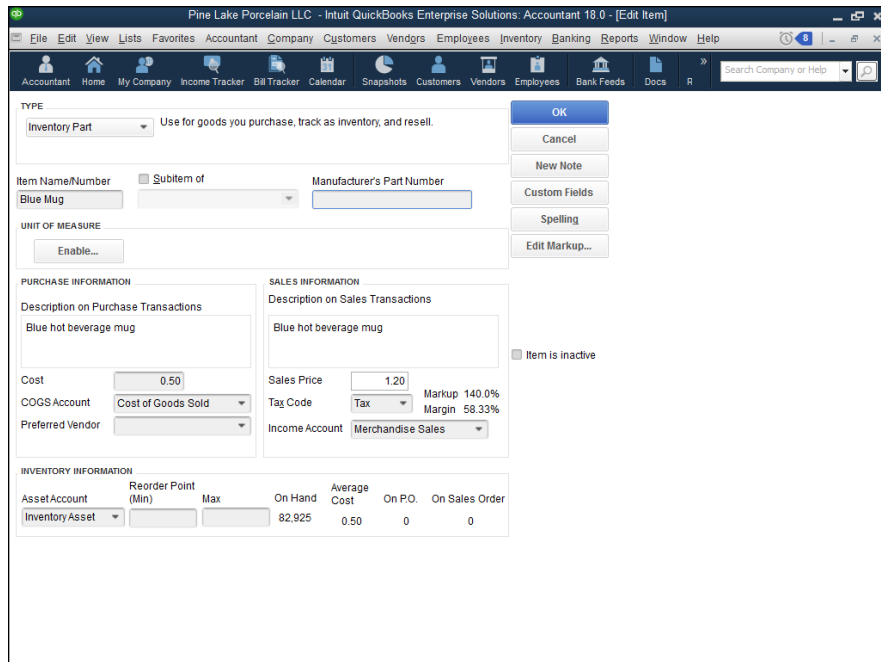 qb Pine Lake Porcelain LLC - Intuit QuickBooks Enterprise Solutions: Accountant 18.0 - [Edit Item]
File Edit View Lists Favorites Accountant Company Customers Vendors Employees Inventory Banking Reports Window Help 8
Accountant Home My Company Income Tracker Bill Tracker Calendar Snapshots Customers Vendors Employees Bank Feeds Docs R » Search Company or Help
31
TYPE
Inventory Part Use for goods you purchase, track as inventory, and resell.
OK
Cancel
New Note
Custom Fields
Spelling
Edit Markup...
Item Name/Number Subitem of Manufacturer's Part Number
Blue Mug
UNIT OF MEASURE
Enable...
PURCHASE INFORMATION
Description on Purchase Transactions
Blue hot beverage mug
Cost 0.50
COGS Account Cost of Goods Sold
Preferred Vendor
SALES INFORMATION
Description on Sales Transactions
Blue hot beverage mug
Sales Price 1.20
Tax Code Tax
Markup 140.0%
Margin 58.33%
Income Account Merchandise Sales
Item is inactive
INVENTORY INFORMATION
Asset Account Reorder Point (Min) Max On Hand Average Cost On P.O. On Sales Order
Inventory Asset 82,925 0.50 0 0